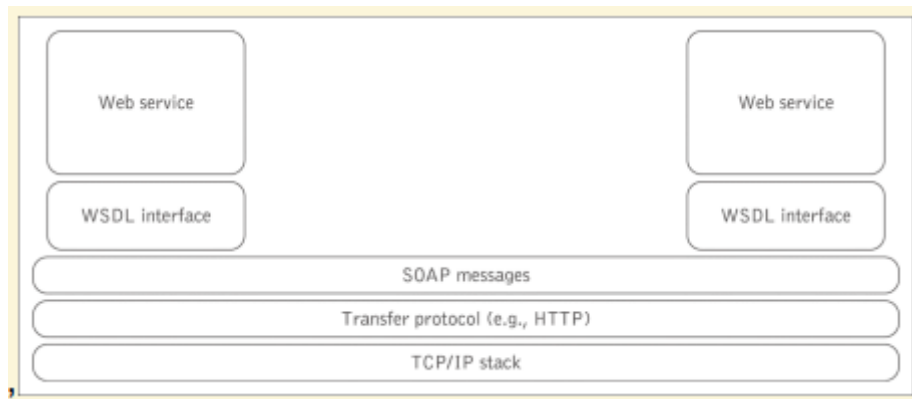 Web service
Web service
WSDL interface
WSDL interface
SOAP messages
Transfer protocol (e.g., HTTP)
TCP/IP stack
,